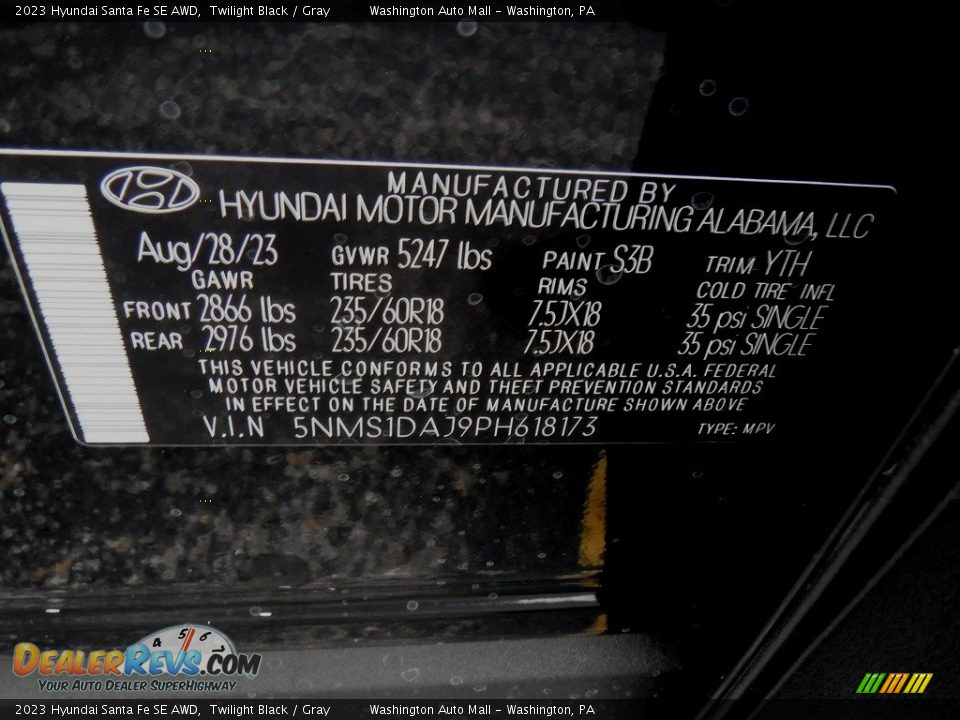 2023 Hyundai Santa Fe SE AWD,  Twilight Black / Gray        Washington Auto Mall - Washington, PA
MANUFACTURED BY
HYUNDAI MOTOR MANUFACTURING ALABAMA, LLC
Aug/28/23 GVWR 5247 lbs PAINT S3B TRIM YTH
GAWR TIRES RIMS COLD TIRE INFL
FRONT 2866 lbs 235/60R18 7.5JX18 35 psi SINGLE
REAR 2976 lbs 235/60R18 7.5JX18 35 psi SINGLE
THIS VEHICLE CONFORMS TO ALL APPLICABLE U.S.A. FEDERAL
MOTOR VEHICLE SAFETY AND THEFT PREVENTION STANDARDS
IN EFFECT ON THE DATE OF MANUFACTURE SHOWN ABOVE
V.I.N 5NMS1DAJ9PH618173 TYPE: MPV
4 5 6 7
DEALERREVS.COM
YOUR AUTO DEALER SUPERHIGHWAY
2023 Hyundai Santa Fe SE AWD,  Twilight Black / Gray        Washington Auto Mall - Washington, PA